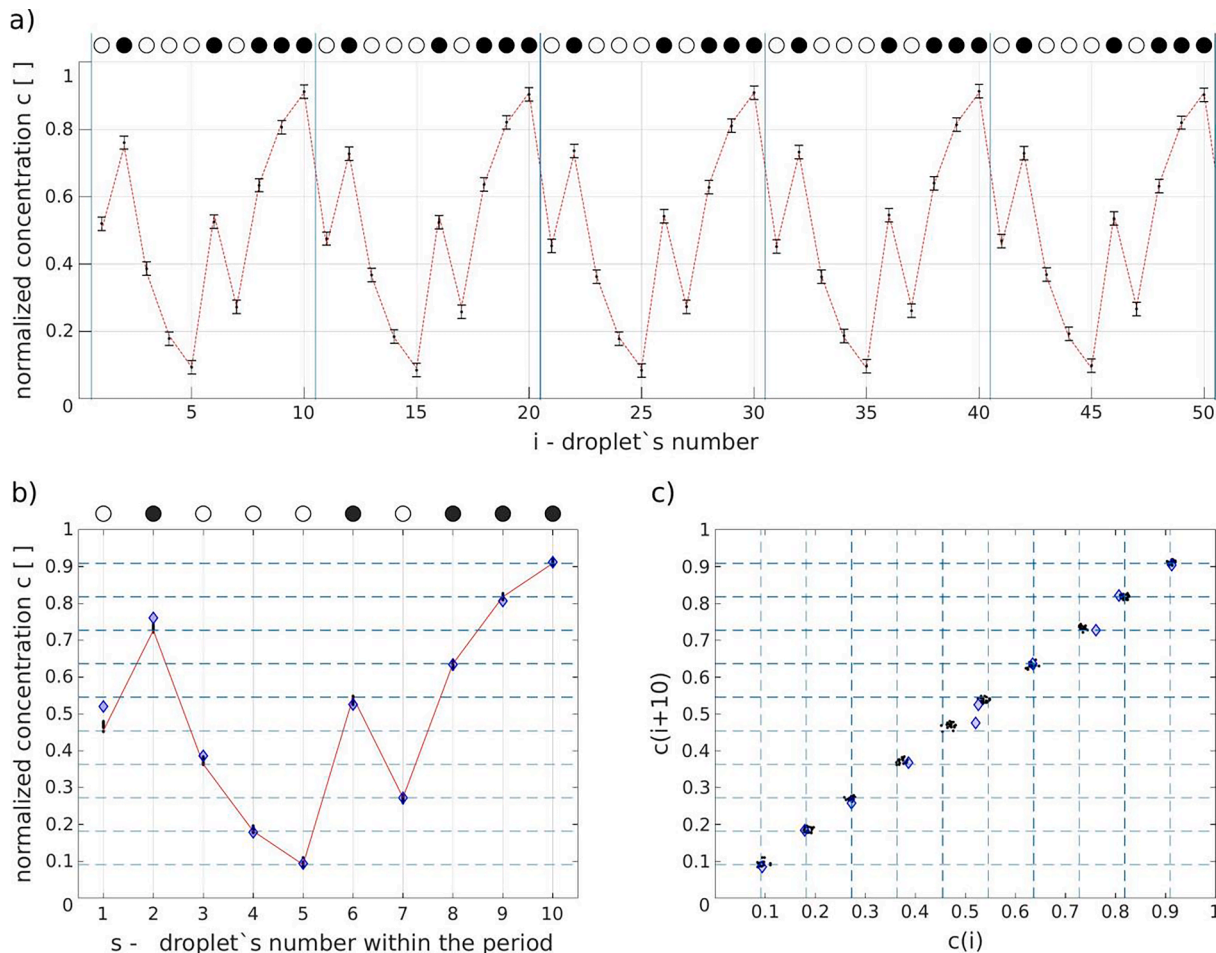 a)
normalized concentration c [ ]
1
0.8
0.6
0.4
0.2
0
5 10 15 20 25 30 35 40 45 50
i - droplet`s number
b)
normalized concentration c [ ]
1
0.9
0.8
0.7
0.6
0.5
0.4
0.3
0.2
0.1
0
1 2 3 4 5 6 7 8 9 10
s - droplet`s number within the period
c)
c(i+10)
1
0.9
0.8
0.7
0.6
0.5
0.4
0.3
0.2
0.1
0
0.1 0.2 0.3 0.4 0.5 0.6 0.7 0.8 0.9 1
c(i)